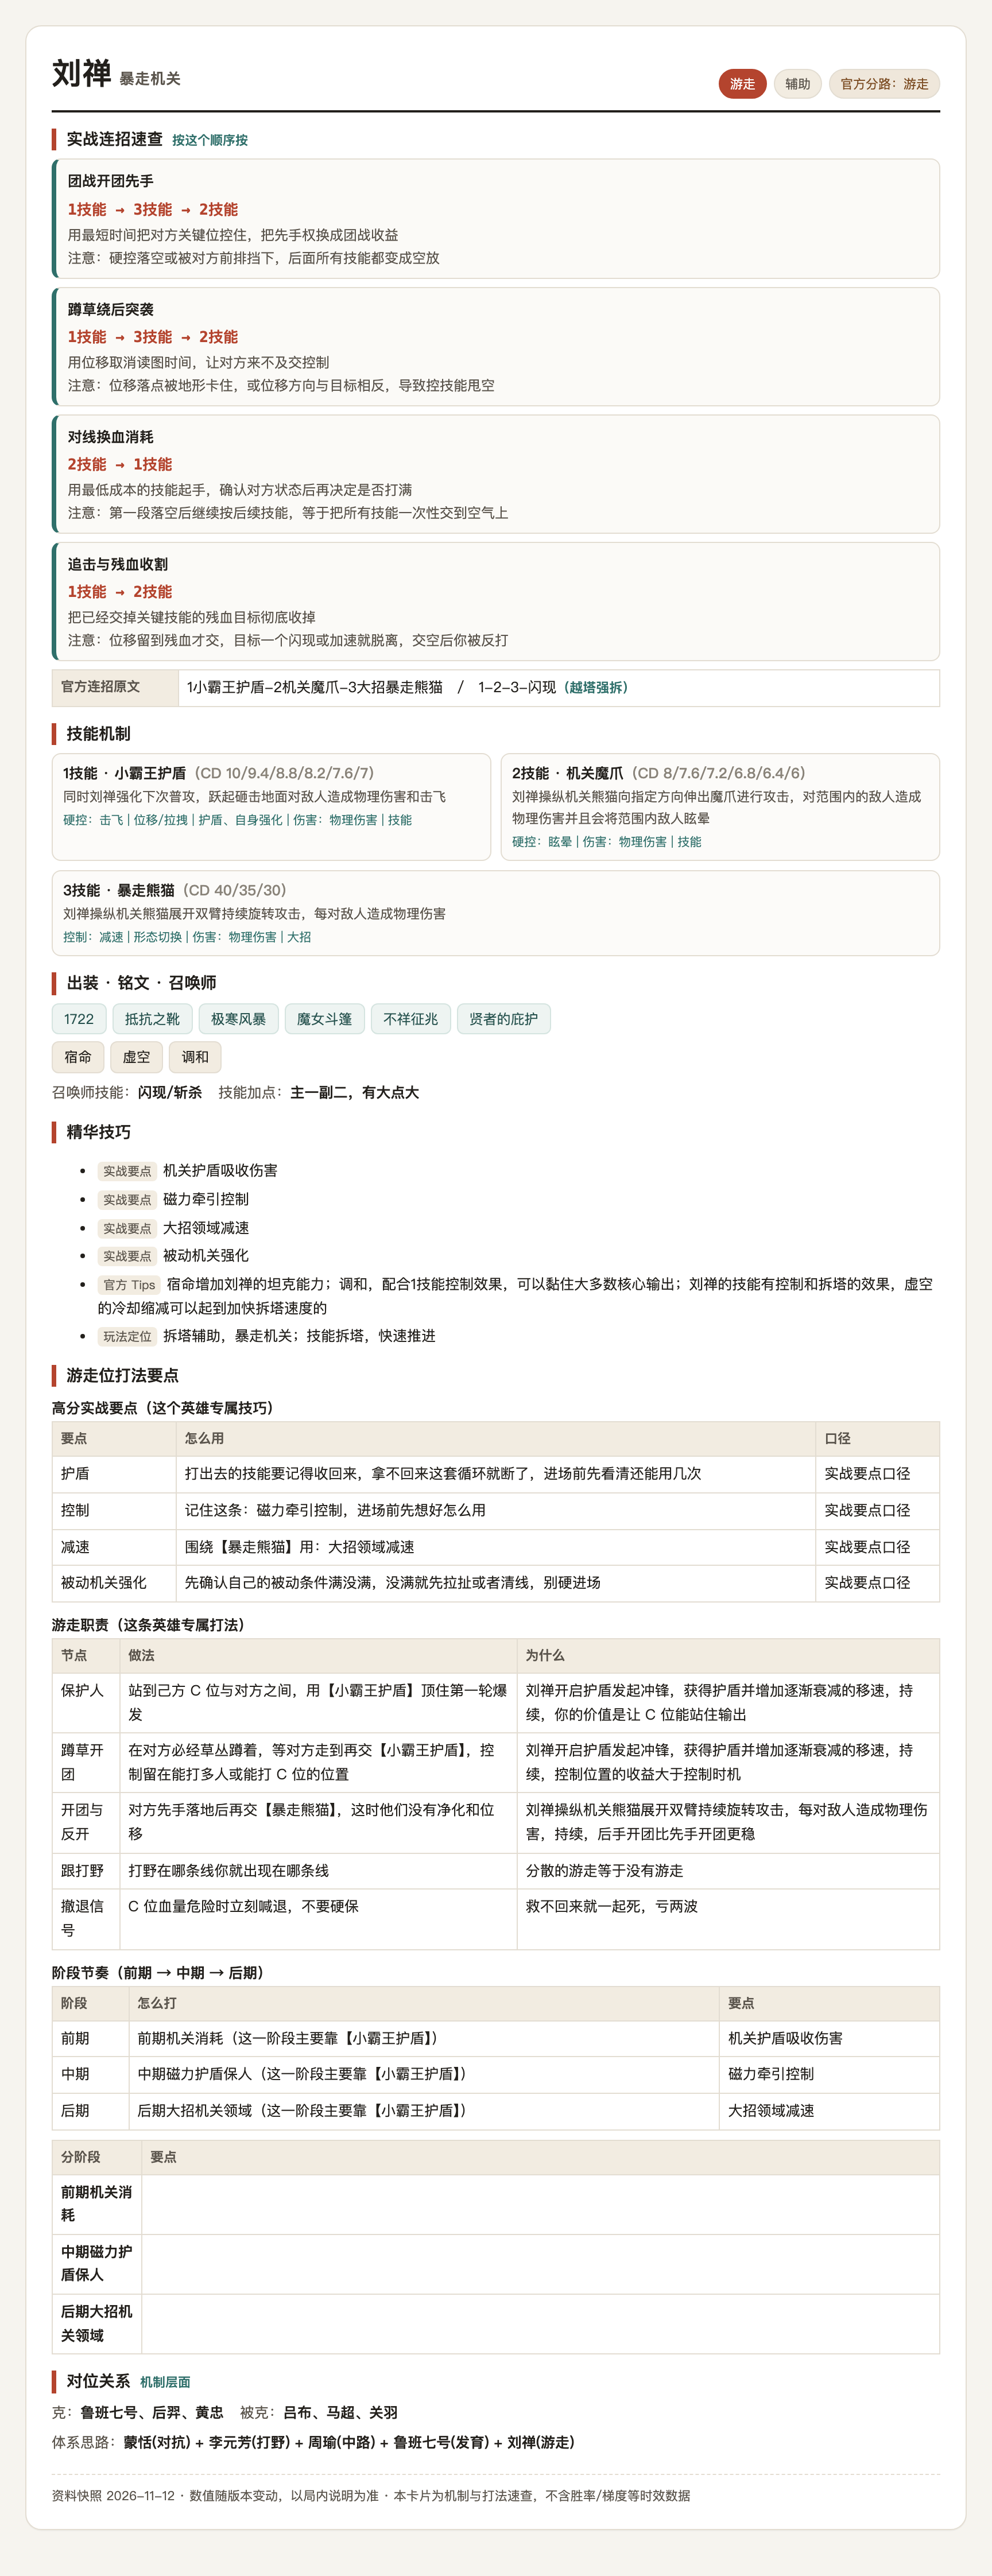 刘禅 暴走机关
游走 辅助 官方分路：游走
实战连招速查 按这个顺序按
团战开团先手
1技能 → 3技能 → 2技能
用最短时间把对方关键位控住，把先手权换成团战收益
注意：硬控落空或被对方前排挡下，后面所有技能都变成空放
蹲草绕后突袭
1技能 → 3技能 → 2技能
用位移取消读图时间，让对方来不及交控制
注意：位移落点被地形卡住，或位移方向与目标相反，导致控技能甩空
对线换血消耗
2技能 → 1技能
用最低成本的技能起手，确认对方状态后再决定是否打满
注意：第一段落空后继续按后续技能，等于把所有技能一次性交到空气上
追击与残血收割
1技能 → 2技能
把已经交掉关键技能的残血目标彻底收掉
注意：位移留到残血才交，目标一个闪现或加速就脱离，交空后你被反打
官方连招原文 1小霸王护盾-2机关魔爪-3大招暴走熊猫 / 1-2-3-闪现（越塔强拆）
技能机制
1技能 · 小霸王护盾（CD 10/9.4/8.8/8.2/7.6/7）
同时刘禅强化下次普攻，跃起砸击地面对敌人造成物理伤害和击飞
硬控：击飞 | 位移/拉拽 | 护盾、自身强化 | 伤害：物理伤害 | 技能
2技能 · 机关魔爪（CD 8/7.6/7.2/6.8/6.4/6）
刘禅操纵机关熊猫向指定方向伸出魔爪进行攻击，对范围内的敌人造成
物理伤害并且会将范围内敌人眩晕
硬控：眩晕 | 伤害：物理伤害 | 技能
3技能 · 暴走熊猫（CD 40/35/30）
刘禅操纵机关熊猫展开双臂持续旋转攻击，每对敌人造成物理伤害
控制：减速 | 形态切换 | 伤害：物理伤害 | 大招
出装 · 铭文 · 召唤师
1722 抵抗之靴 极寒风暴 魔女斗篷 不祥征兆 贤者的庇护
宿命 虚空 调和
召唤师技能：闪现/斩杀 技能加点：主一副二，有大点大
精华技巧
实战要点 机关护盾吸收伤害
实战要点 磁力牵引控制
实战要点 大招领域减速
实战要点 被动机关强化
官方 Tips 宿命增加刘禅的坦克能力；调和，配合1技能控制效果，可以黏住大多数核心输出；刘禅的技能有控制和拆塔的效果，虚空
的冷却缩减可以起到加快拆塔速度的
玩法定位 拆塔辅助，暴走机关；技能拆塔，快速推进
游走位打法要点
高分实战要点（这个英雄专属技巧）
要点 怎么用 口径
护盾 打出去的技能要记得收回来，拿不回来这套循环就断了，进场前先看清还能用几次 实战要点口径
控制 记住这条：磁力牵引控制，进场前先想好怎么用 实战要点口径
减速 围绕【暴走熊猫】用：大招领域减速 实战要点口径
被动机关强化 先确认自己的被动条件满没满，没满就先拉扯或者清线，别硬进场 实战要点口径
游走职责（这条英雄专属打法）
节点 做法 为什么
保护人 站到己方 C 位与对方之间，用【小霸王护盾】顶住第一轮爆 刘禅开启护盾发起冲锋，获得护盾并增加逐渐衰减的移速，持
发 续，你的价值是让 C 位能站住输出
蹲草开 在对方必经草丛蹲着，等对方走到再交【小霸王护盾】，控 刘禅开启护盾发起冲锋，获得护盾并增加逐渐衰减的移速，持
团 制留在能打多人或能打 C 位的位置 续，控制位置的收益大于控制时机
开团与 对方先手落地后再交【暴走熊猫】，这时他们没有净化和位 刘禅操纵机关熊猫展开双臂持续旋转攻击，每对敌人造成物理伤
反开 移 害，持续，后手开团比先手开团更稳
跟打野 打野在哪条线你就出现在哪条线 分散的游走等于没有游走
撤退信 C 位血量危险时立刻喊退，不要硬保 救不回来就一起死，亏两波
号
阶段节奏（前期 → 中期 → 后期）
阶段 怎么打 要点
前期 前期机关消耗（这一阶段主要靠【小霸王护盾】） 机关护盾吸收伤害
中期 中期磁力护盾保人（这一阶段主要靠【小霸王护盾】） 磁力牵引控制
后期 后期大招机关领域（这一阶段主要靠【小霸王护盾】） 大招领域减速
分阶段 要点
前期机关消
耗
中期磁力护
盾保人
后期大招机
关领域
对位关系 机制层面
克：鲁班七号、后羿、黄忠 被克：吕布、马超、关羽
体系思路：蒙恬(对抗) + 李元芳(打野) + 周瑜(中路) + 鲁班七号(发育) + 刘禅(游走)
资料快照 2026-11-12 · 数值随版本变动，以局内说明为准 · 本卡片为机制与打法速查，不含胜率/梯度等时效数据